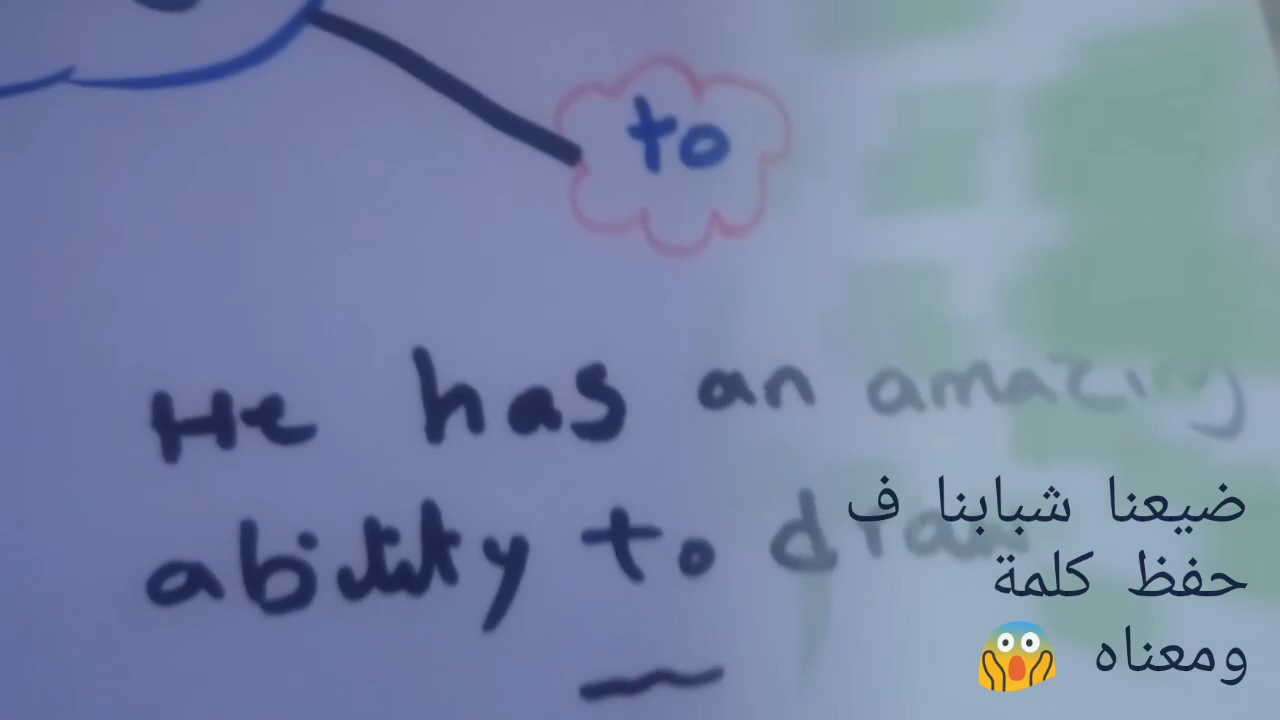 to
He has an amazing
ability to draw
ضيعنا شبابنا ف
حفظ كلمة
ومعناه 😱